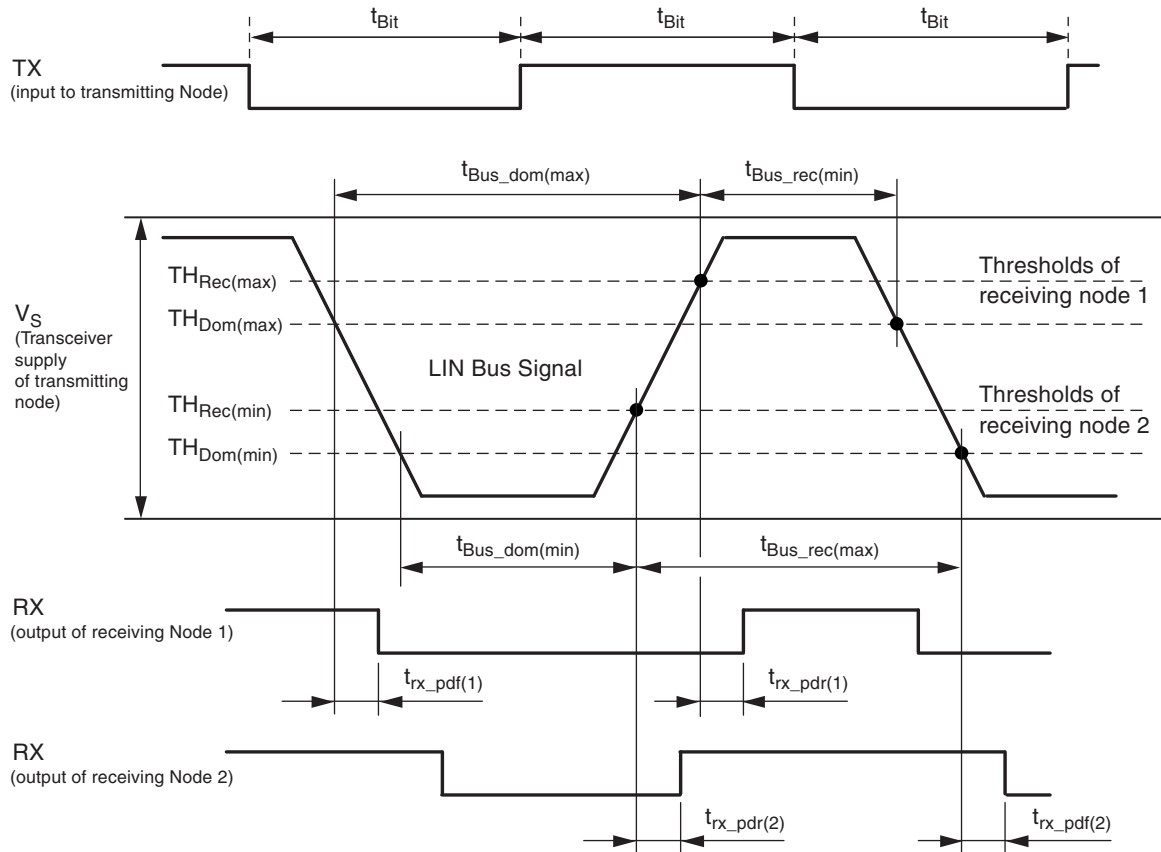 tBit
tBit
tBit
TX
(input to transmitting Node)
tBus_dom(max)
tBus_rec(min)
VS
(Transceiver
supply
of transmitting
node)
THRec(max)
THDom(max)
Thresholds of
receiving node 1
LIN Bus Signal
THRec(min)
THDom(min)
Thresholds of
receiving node 2
tBus_dom(min)
tBus_rec(max)
RX
(output of receiving Node 1)
trx_pdf(1)
trx_pdr(1)
RX
(output of receiving Node 2)
trx_pdr(2)
trx_pdf(2)